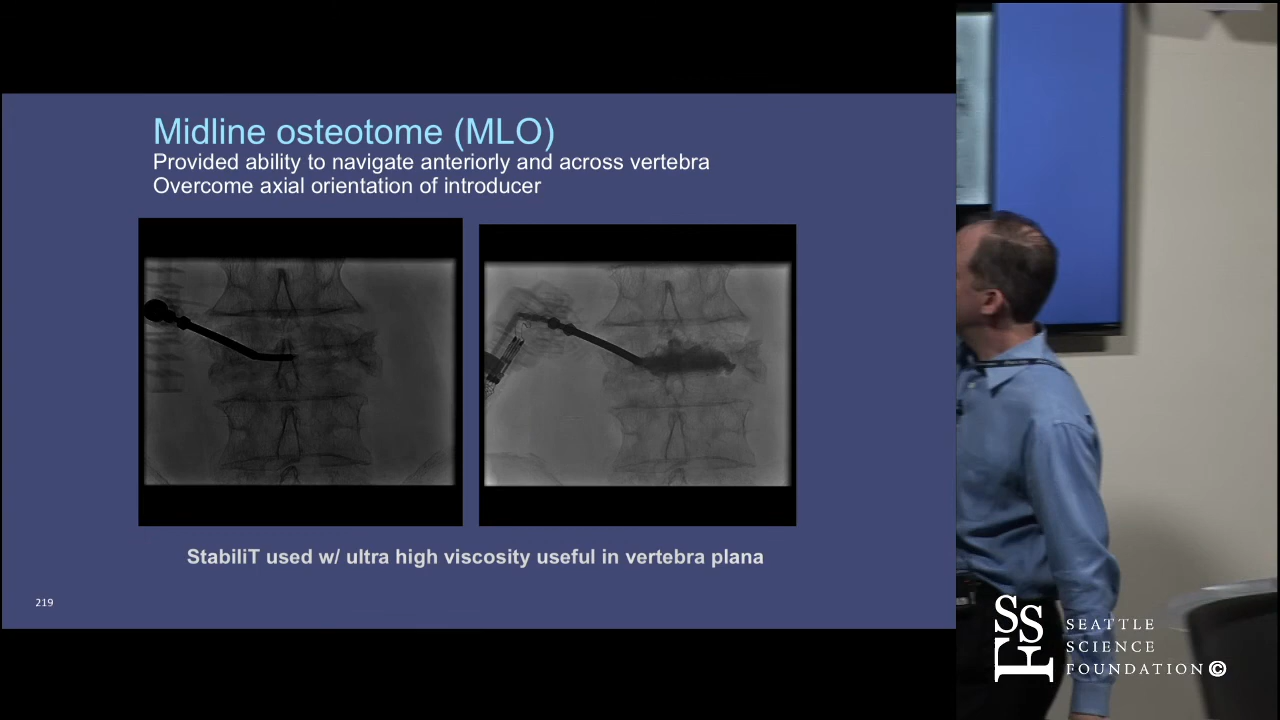 Midline osteotome (MLO)
Provided ability to navigate anteriorly and across vertebra
Overcome axial orientation of introducer
StabiliT used w/ ultra high viscosity useful in vertebra plana
219
SSF
SEATTLE
SCIENCE
FOUNDATION©